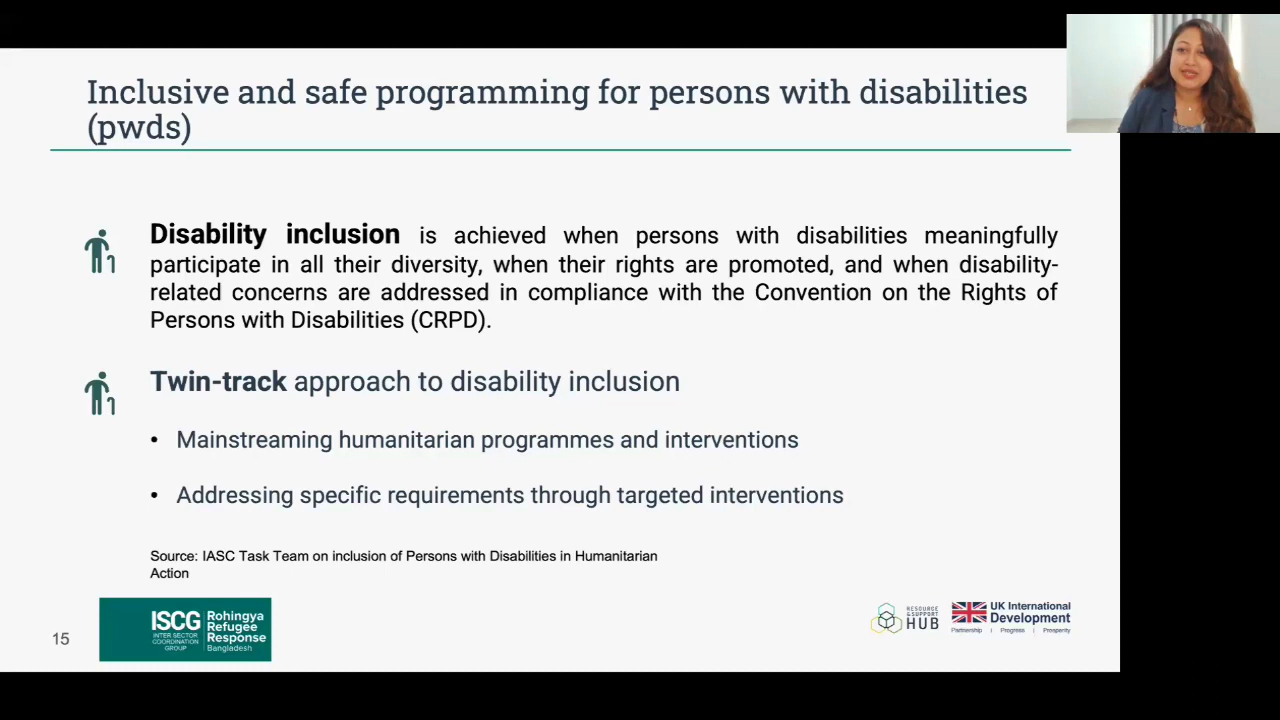 Inclusive and safe programming for persons with disabilities
(pwds)
Disability inclusion is achieved when persons with disabilities meaningfully
participate in all their diversity, when their rights are promoted, and when disability-
related concerns are addressed in compliance with the Convention on the Rights of
Persons with Disabilities (CRPD).
Twin-track approach to disability inclusion
• Mainstreaming humanitarian programmes and interventions
• Addressing specific requirements through targeted interventions
Source: IASC Task Team on inclusion of Persons with Disabilities in Humanitarian
Action
15
ISCG
INTER SECTOR
COORDINATION
GROUP
Rohingya
Refugee
Response
Bangladesh
RESOURCE
& SUPPORT
HUB
UK International
Development
Partnership | Progress | Prosperity